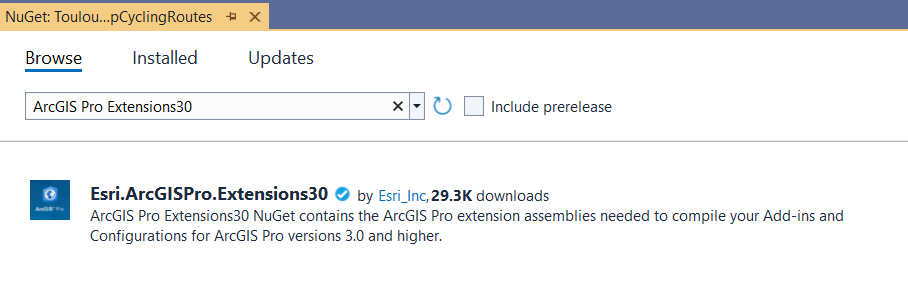 NuGet: Toulou...pCyclingRoutes
Browse Installed Updates
ArcGIS Pro Extensions30
Include prerelease
Esri.ArcGISPro.Extensions30 by Esri_Inc, 29.3K downloads
ArcGIS Pro Extensions30 NuGet contains the ArcGIS Pro extension assemblies needed to compile your Add-ins and
Configurations for ArcGIS Pro versions 3.0 and higher.
ArcGIS Pro